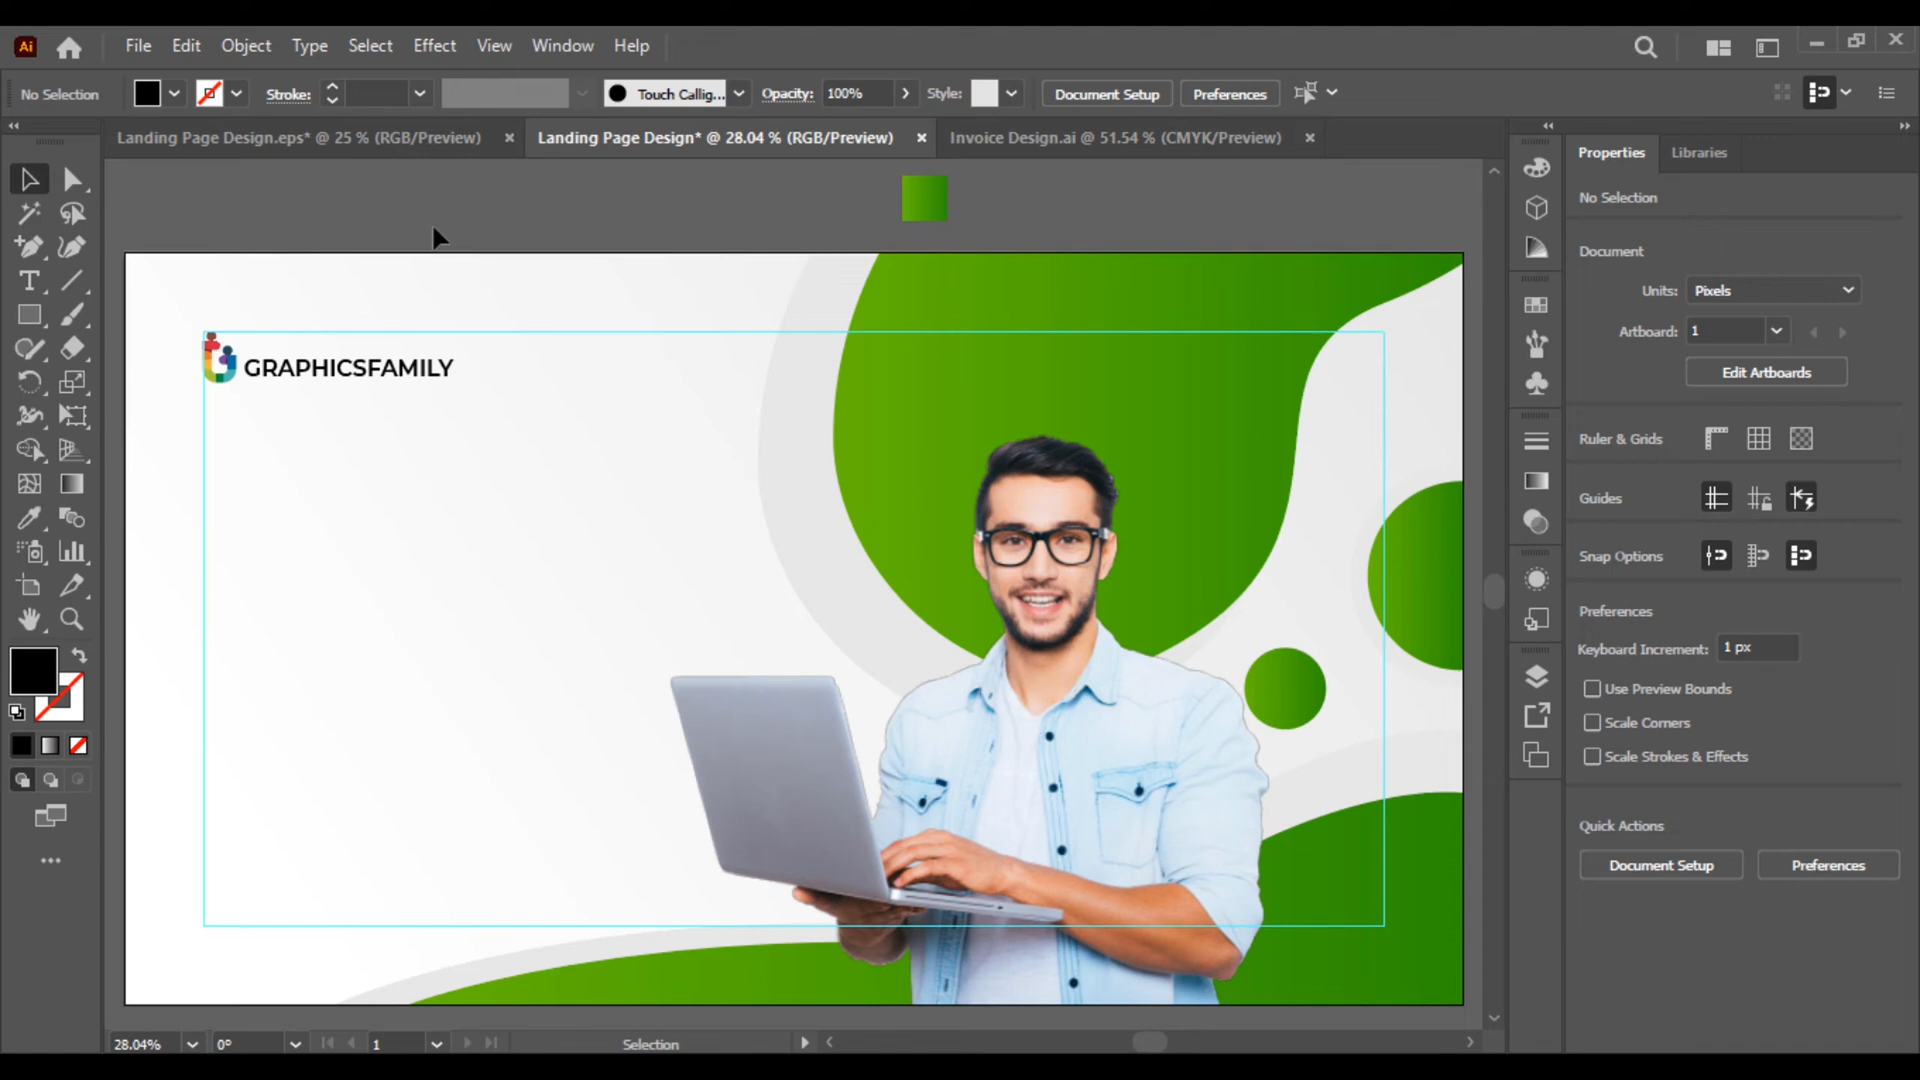 Ai File Edit Object Type Select Effect View Window Help
No Selection Stroke: Touch Callig... Opacity: 100% Style: Document Setup Preferences
Landing Page Design.eps* @ 25 % (RGB/Preview) × Landing Page Design* @ 28.04 % (RGB/Preview) × Invoice Design.ai @ 51.54 % (CMYK/Preview) ×
Properties Libraries
No Selection
Document
Units: Pixels
Artboard: 1
Edit Artboards
Ruler & Grids
Guides
Snap Options
Preferences
Keyboard Increment: 1 px
Use Preview Bounds
Scale Corners
Scale Strokes & Effects
Quick Actions
Document Setup Preferences
GRAPHICSFAMILY
28.04% 0° 1 Selection